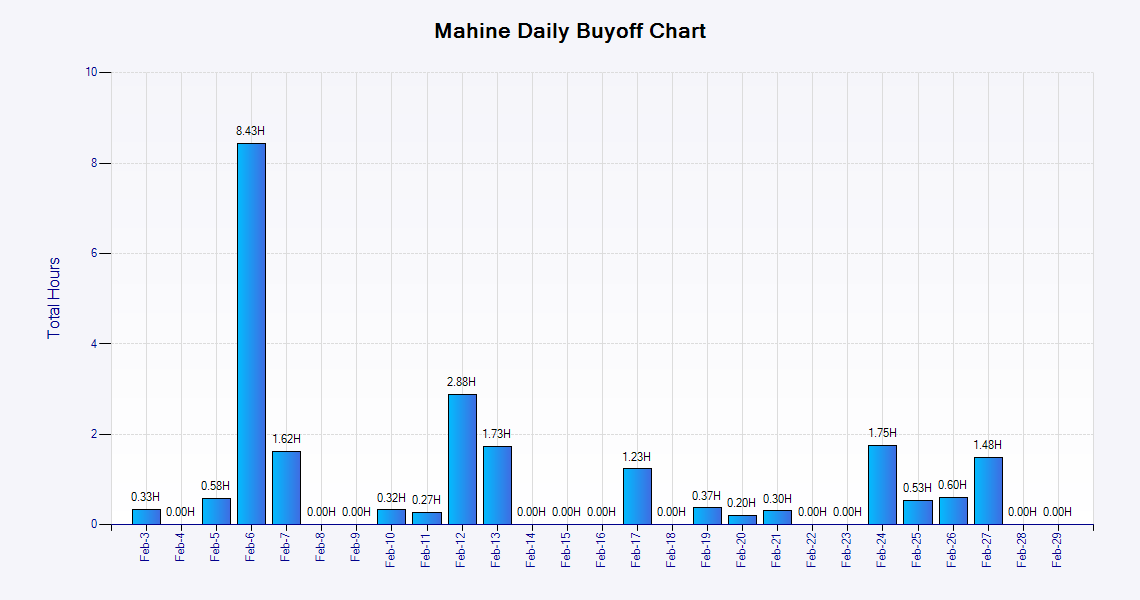 Mahine Daily Buyoff Chart
Total Hours
10
8
6
4
2
0
0.33H
0.00H
0.58H
8.43H
1.62H
0.00H
0.00H
0.32H
0.27H
2.88H
1.73H
0.00H
0.00H
0.00H
1.23H
0.00H
0.37H
0.20H
0.30H
0.00H
0.00H
1.75H
0.53H
0.60H
1.48H
0.00H
0.00H
Feb-3
Feb-4
Feb-5
Feb-6
Feb-7
Feb-8
Feb-9
Feb-10
Feb-11
Feb-12
Feb-13
Feb-14
Feb-15
Feb-16
Feb-17
Feb-18
Feb-19
Feb-20
Feb-21
Feb-22
Feb-23
Feb-24
Feb-25
Feb-26
Feb-27
Feb-28
Feb-29